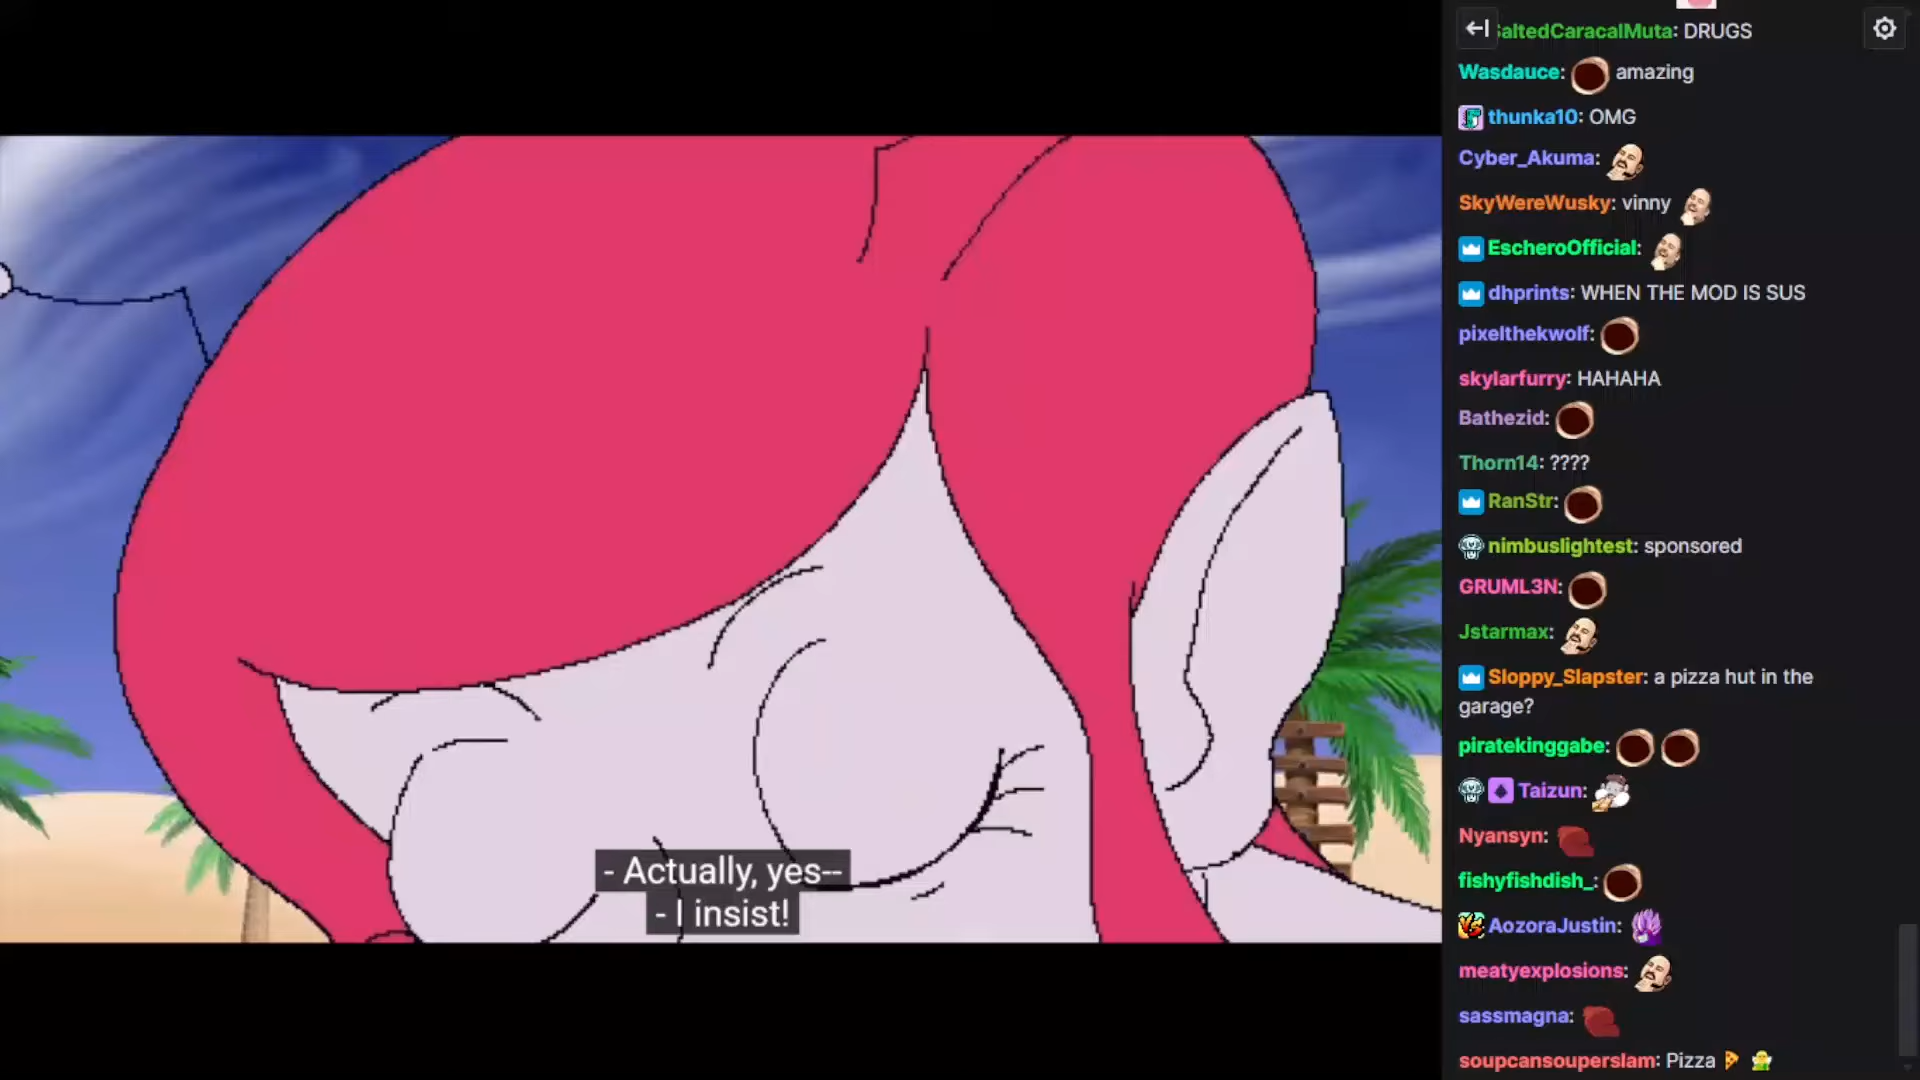 - Actually, yes--
- I insist!
SaltedCaracalMuta: DRUGS
Wasdauce: amazing
thunka10: OMG
Cyber_Akuma:
SkyWereWusky: vinny
EscheroOfficial:
dhprints: WHEN THE MOD IS SUS
pixelthekwolf:
skylarfurry: HAHAHA
Bathezid:
Thorn14: ????
RanStr:
nimbuslightest: sponsored
GRUML3N:
Jstarmax:
Sloppy_Slapster: a pizza hut in the
garage?
piratekinggabe:
Taizun:
Nyansyn:
fishyfishdish_:
AozoraJustin:
meatyexplosions:
sassmagna:
soupcansouperslam: Pizza 🍕